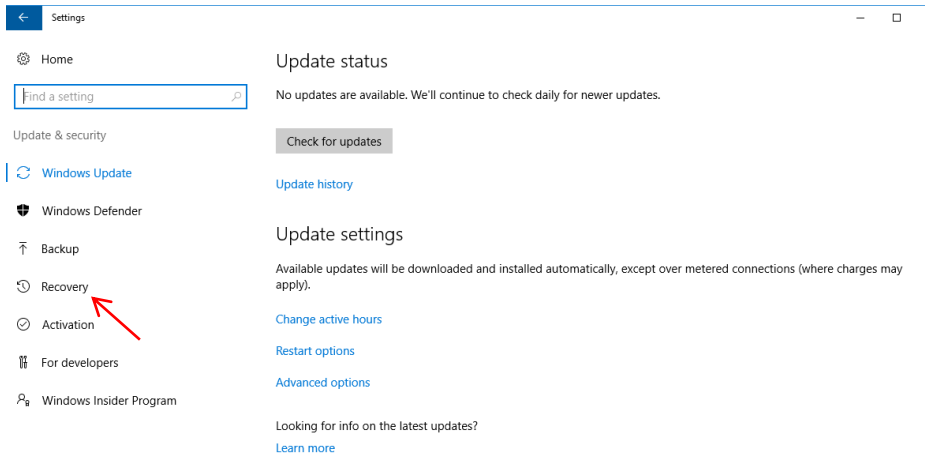 Settings
Home
Find a setting
Update & security
Windows Update
Windows Defender
Backup
Recovery
Activation
For developers
Windows Insider Program
Update status
No updates are available. We'll continue to check daily for newer updates.
Check for updates
Update history
Update settings
Available updates will be downloaded and installed automatically, except over metered connections (where charges may
apply).
Change active hours
Restart options
Advanced options
Looking for info on the latest updates?
Learn more